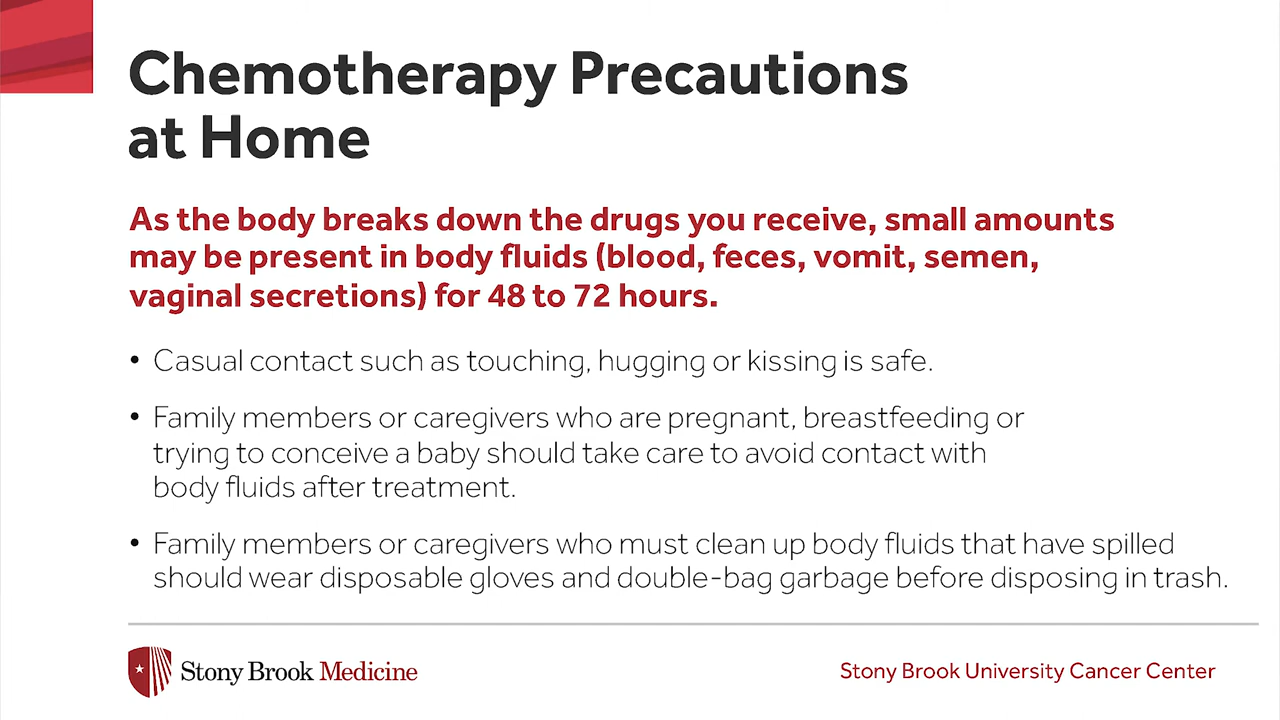 Chemotherapy Precautions
at Home
As the body breaks down the drugs you receive, small amounts
may be present in body fluids (blood, feces, vomit, semen,
vaginal secretions) for 48 to 72 hours.
• Casual contact such as touching, hugging or kissing is safe.
• Family members or caregivers who are pregnant, breastfeeding or
trying to conceive a baby should take care to avoid contact with
body fluids after treatment.
• Family members or caregivers who must clean up body fluids that have spilled
should wear disposable gloves and double-bag garbage before disposing in trash.
Stony Brook Medicine
Stony Brook University Cancer Center